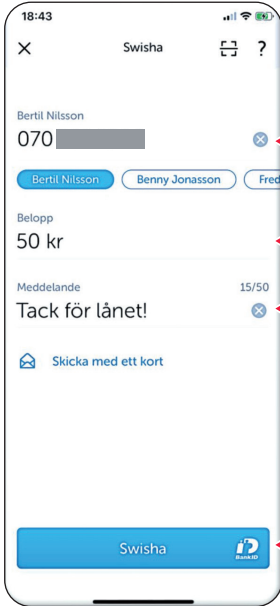 18:43
Swisha ?
Bertil Nilsson
070
Bertil Nilsson Benny Jonasson Fred
Belopp
50 kr
Meddelande 15/50
Tack för lånet!
Skicka med ett kort
Swisha BankID